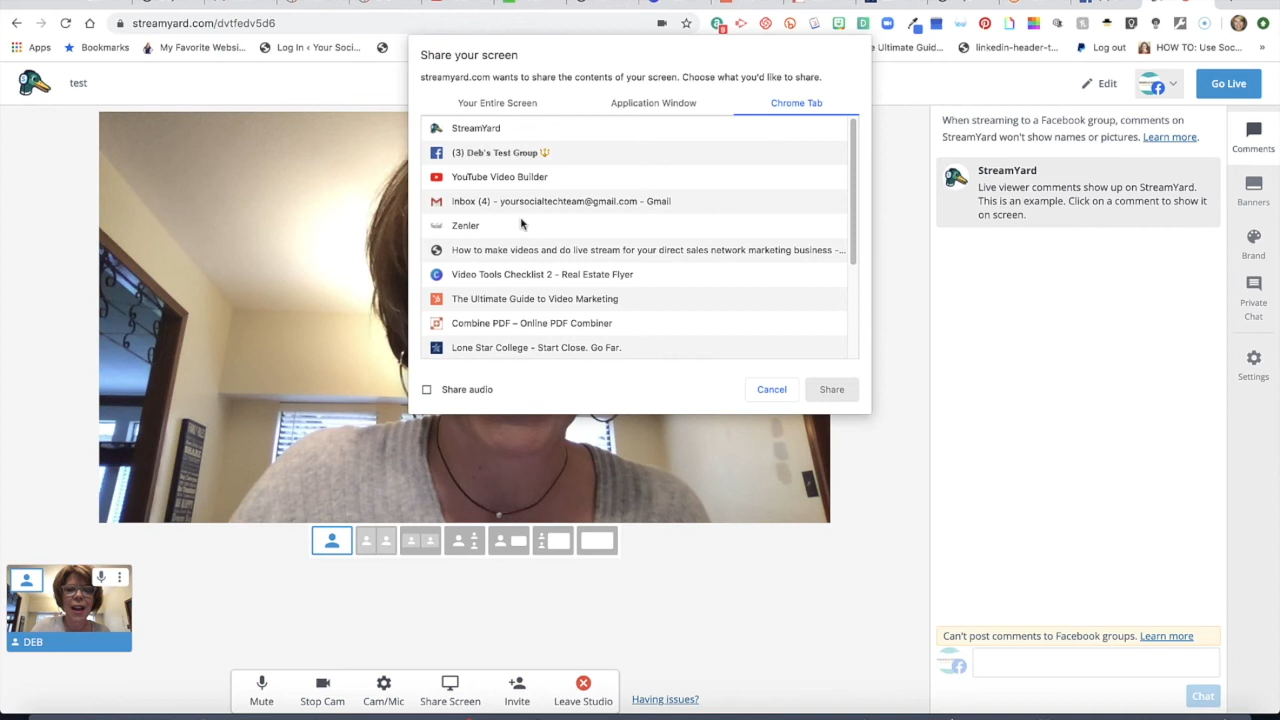 streamyard.com/dvtfedv5d6
Apps
Bookmarks
My Favorite Websi...
Log In ‹ Your Soci...
he Ultimate Guid...
linkedin-header-t...
Log out
HOW TO: Use Soc...
»
test
Edit
Go Live
Share your screen
streamyard.com wants to share the contents of your screen. Choose what you'd like to share.
Your Entire Screen
Application Window
Chrome Tab
StreamYard
(3) Deb's Test Group 🔱
YouTube Video Builder
Inbox (4) - yoursocialtechteam@gmail.com - Gmail
Zenler
How to make videos and do live stream for your direct sales network marketing business -...
Video Tools Checklist 2 - Real Estate Flyer
The Ultimate Guide to Video Marketing
Combine PDF – Online PDF Combiner
Lone Star College - Start Close. Go Far.
Share audio
Cancel
Share
When streaming to a Facebook group, comments on
StreamYard won't show names or pictures. Learn more.
StreamYard
Live viewer comments show up on StreamYard.
This is an example. Click on a comment to show it
on screen.
Comments
Banners
Brand
Private
Chat
Settings
DEB
Can't post comments to Facebook groups. Learn more
Chat
Mute
Stop Cam
Cam/Mic
Share Screen
Invite
Leave Studio
Having issues?